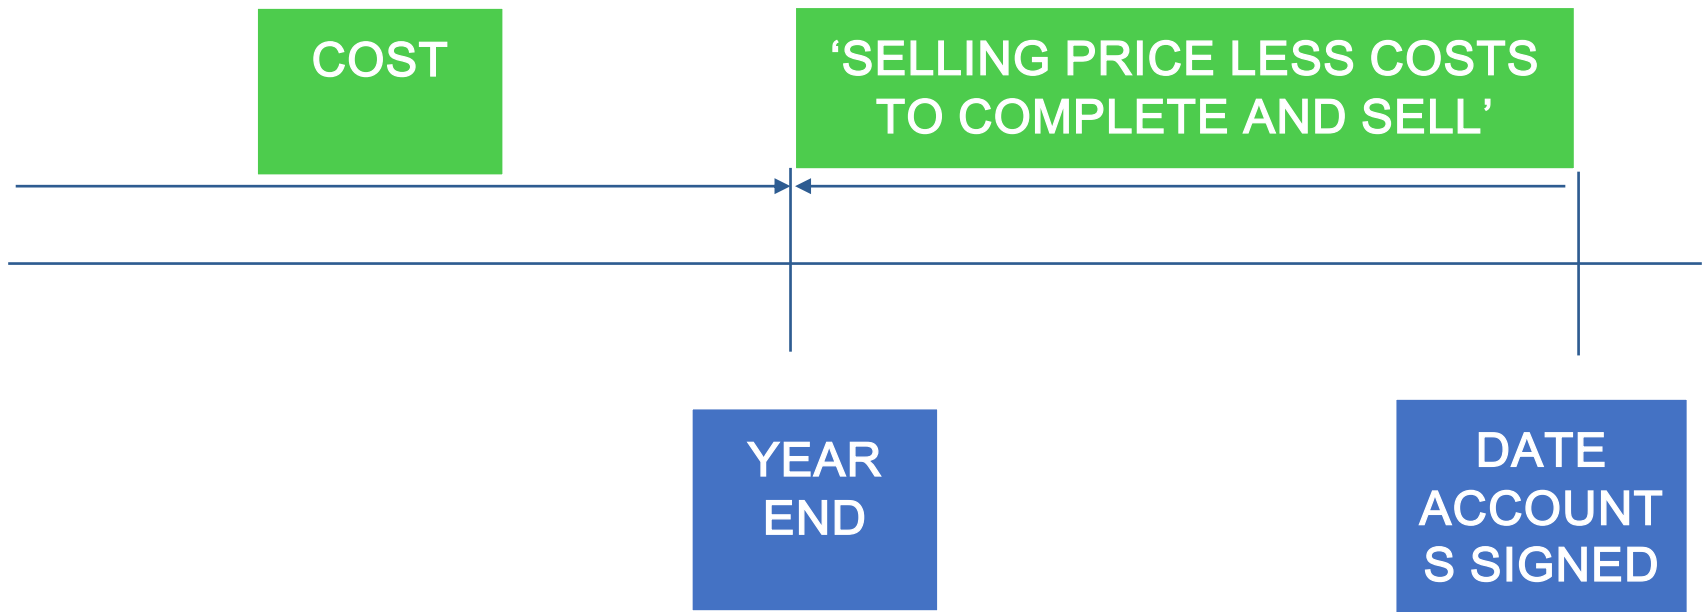 COST
‘SELLING PRICE LESS COSTS
TO COMPLETE AND SELL’
YEAR
END
DATE
ACCOUNT
S SIGNED